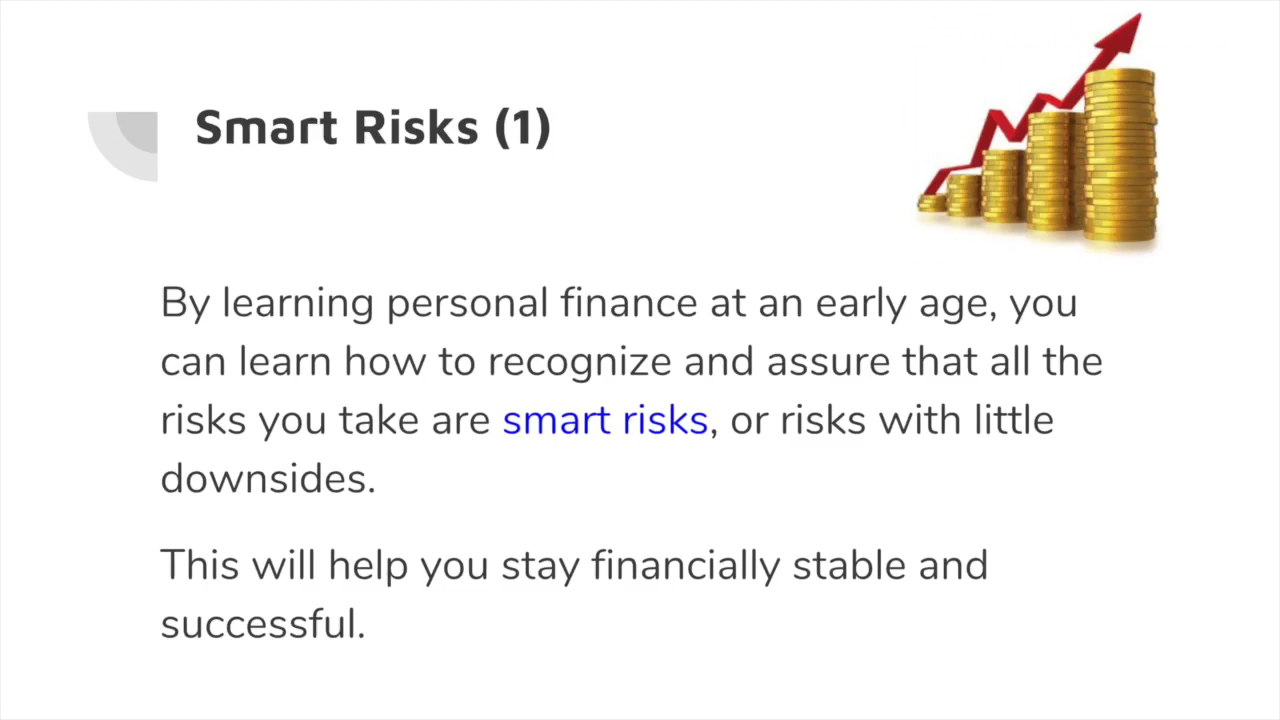 Smart Risks (1)
By learning personal finance at an early age, you
can learn how to recognize and assure that all the
risks you take are smart risks, or risks with little
downsides.
This will help you stay financially stable and
successful.